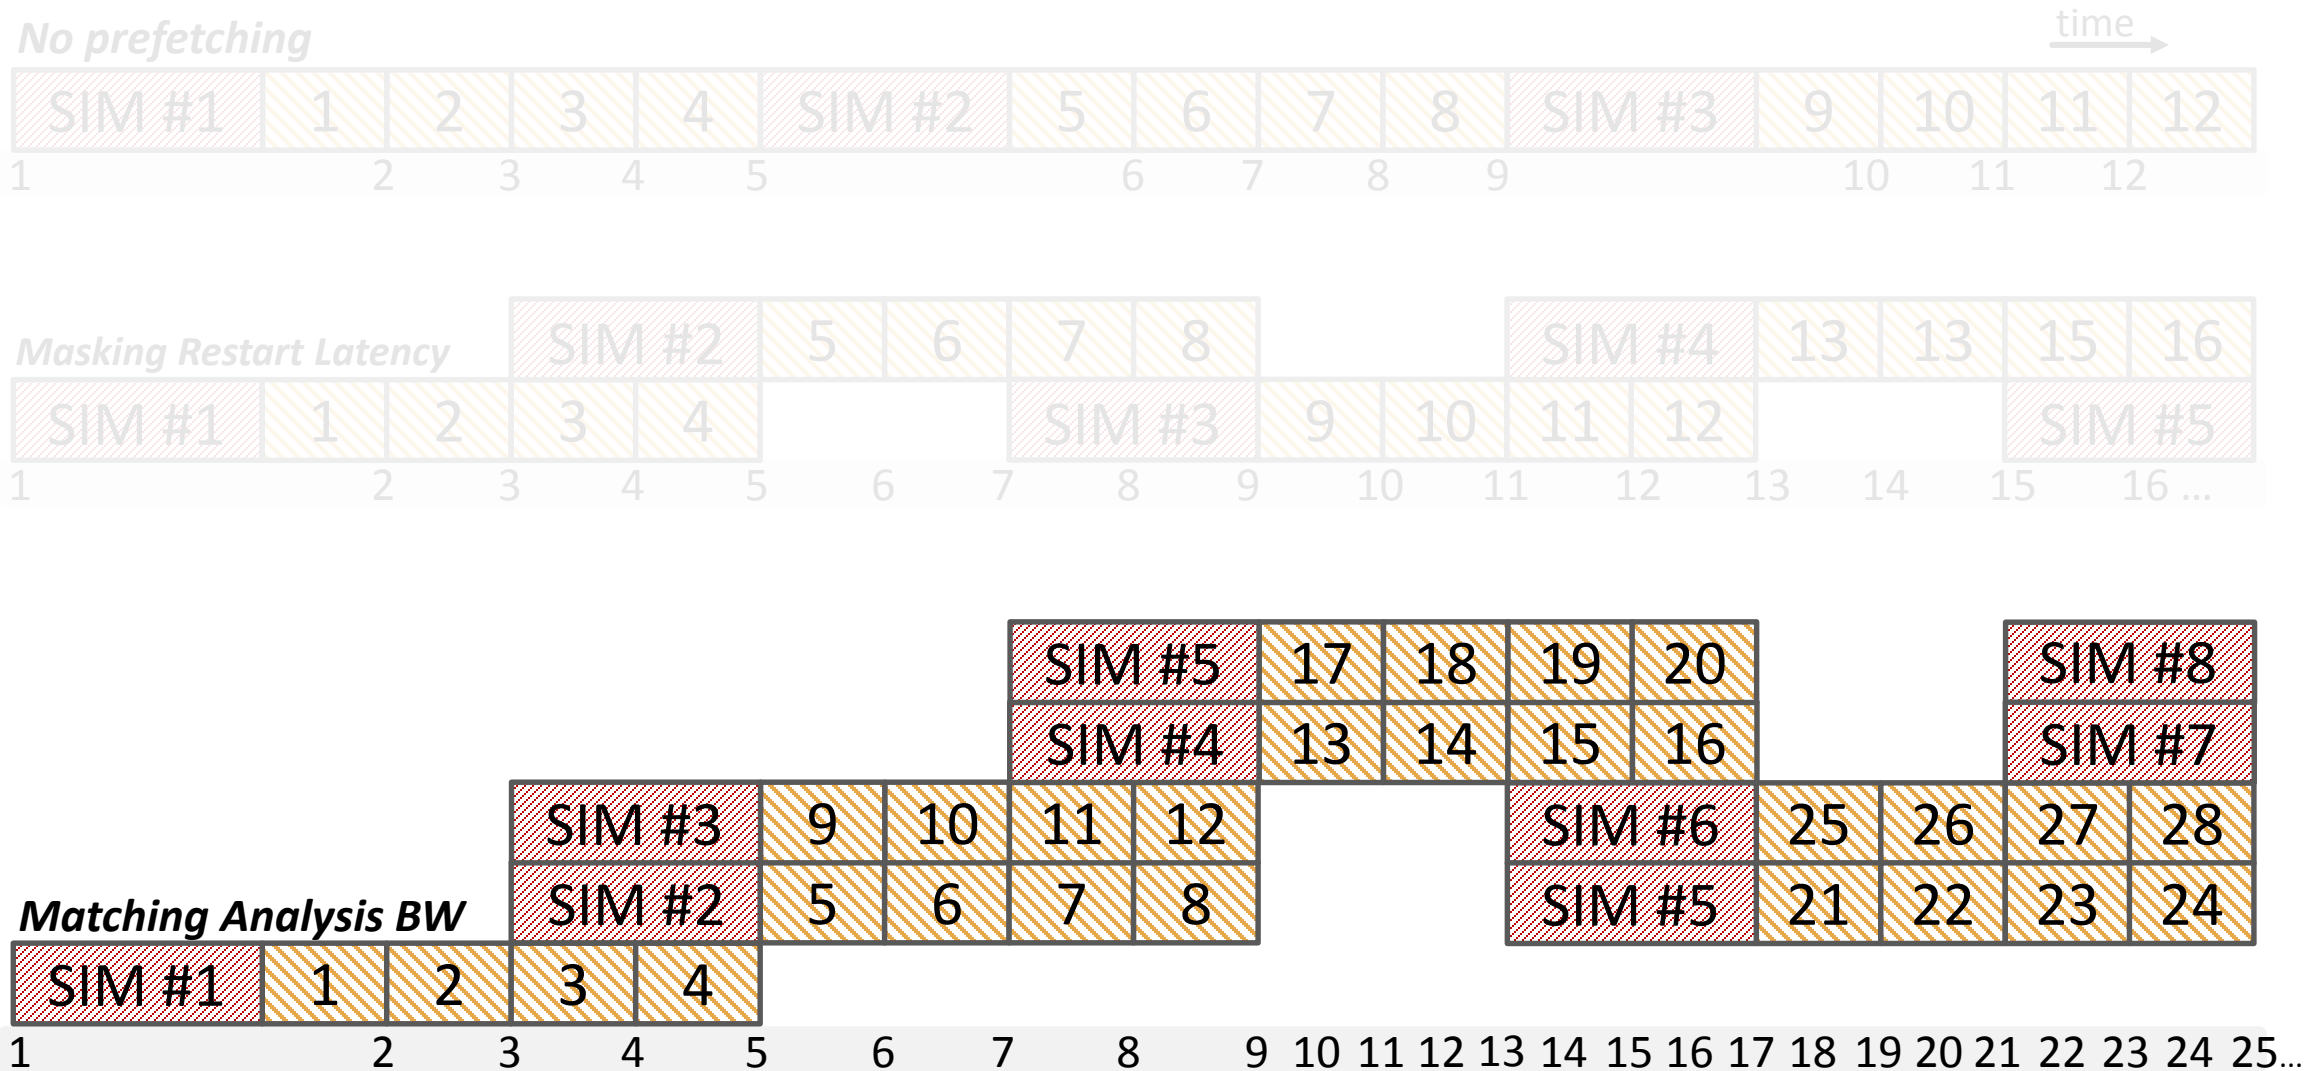 No prefetching
time
SIM #1 1 2 3 4 SIM #2 5 6 7 8 SIM #3 9 10 11 12
1 2 3 4 5 6 7 8 9 10 11 12
SIM #2 5 6 7 8 SIM #4 13 13 15 16
Masking Restart Latency
SIM #1 1 2 3 4 SIM #3 9 10 11 12 SIM #5
1 2 3 4 5 6 7 8 9 10 11 12 13 14 15 16 ...
SIM #5 17 18 19 20 SIM #8
SIM #4 13 14 15 16 SIM #7
SIM #3 9 10 11 12 SIM #6 25 26 27 28
SIM #2 5 6 7 8 SIM #5 21 22 23 24
Matching Analysis BW
SIM #1 1 2 3 4
1 2 3 4 5 6 7 8 9 10 11 12 13 14 15 16 17 18 19 20 21 22 23 24 25...